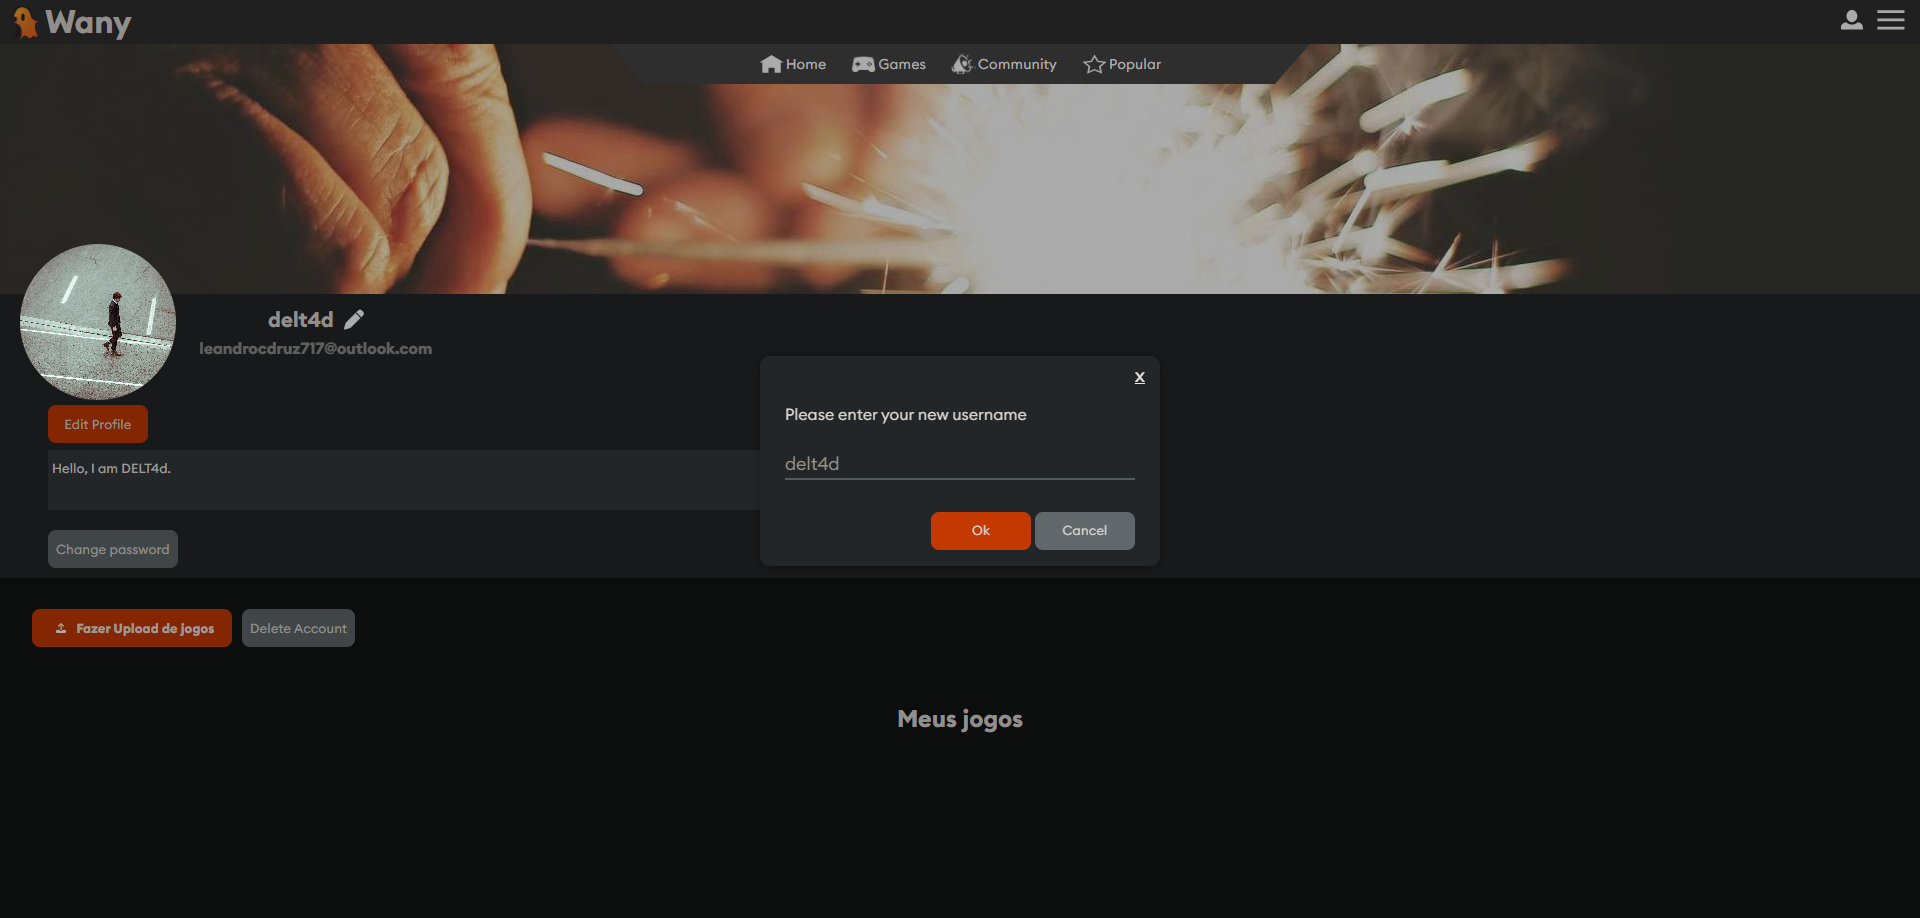 Wany
Home Games Community Popular
delt4d
leandrocdruz717@outlook.com
Edit Profile
Hello, I am DELT4d.
Change password
X
Please enter your new username
delt4d
Ok Cancel
Fazer Upload de jogos Delete Account
Meus jogos